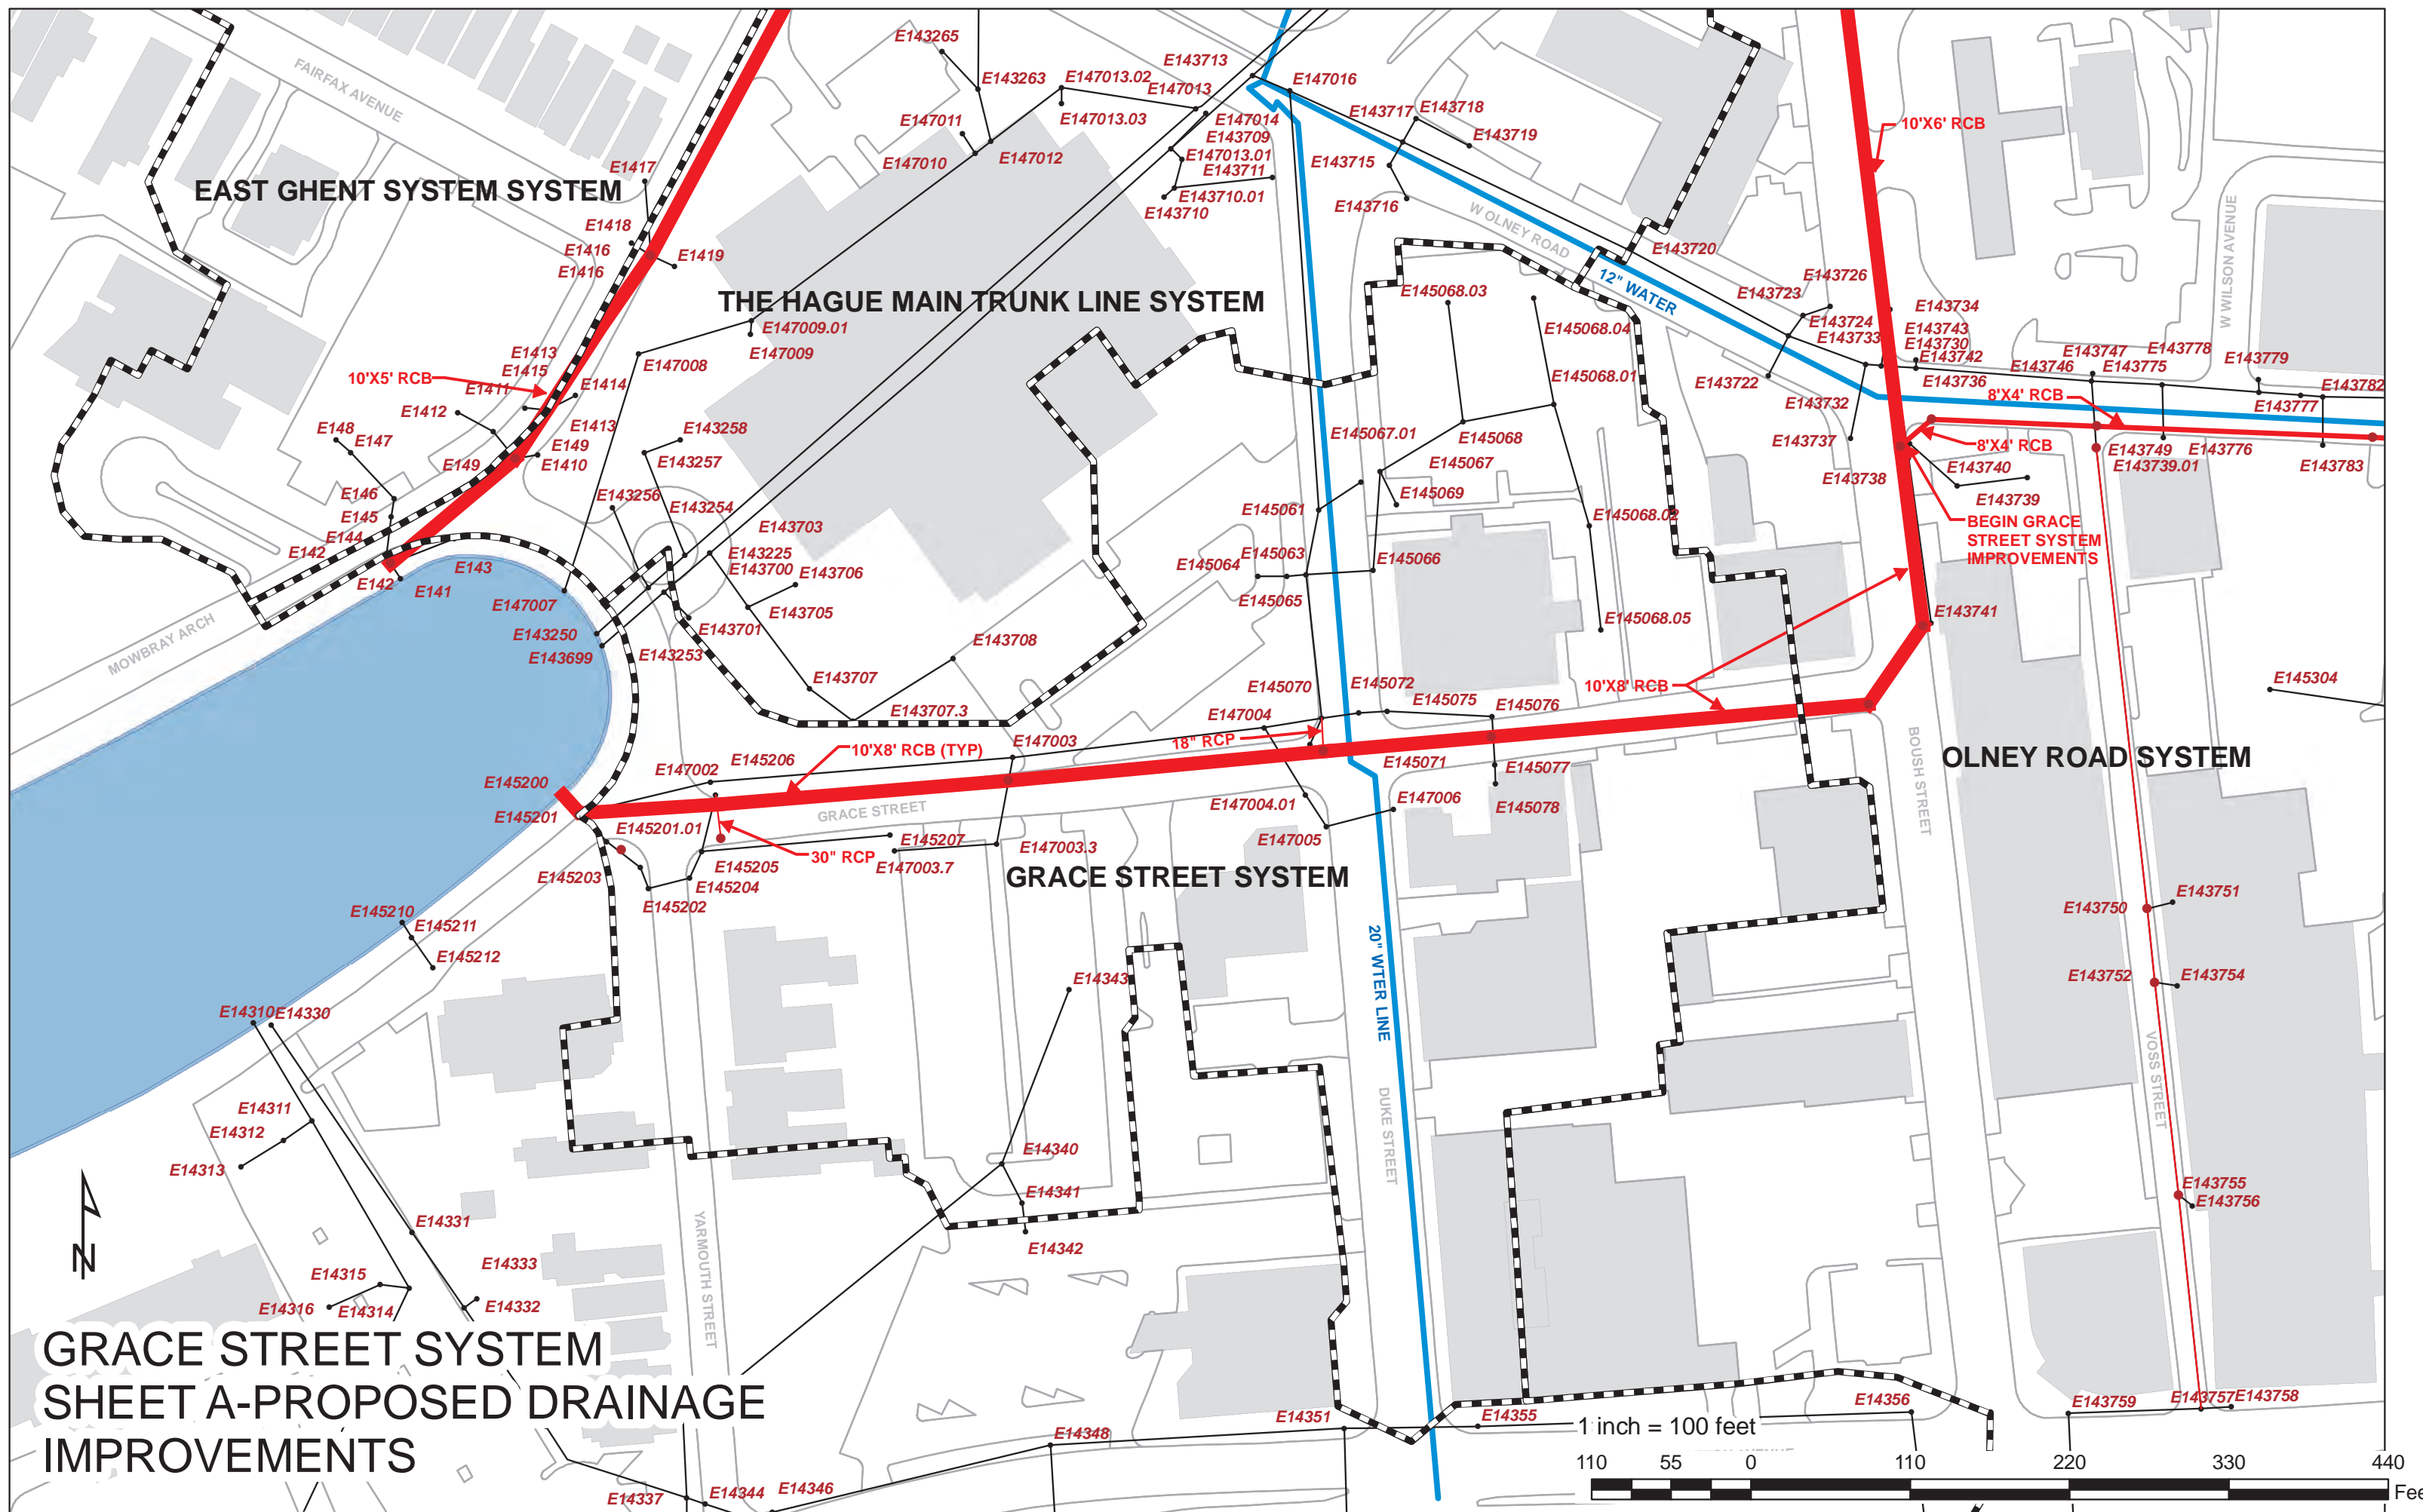 E143265
E143713
FAIRFAX AVENUE
E143263
E147013.02
E147013
E147016
E147011
E147013.03
E147014
E143717
E143718
10'X6' RCB
E143709
E143719
E147010
E147012
E147013.01
E143715
E1417
E143711
EAST GHENT SYSTEM SYSTEM
E143710.01
E143716
E143710
W OLNEY ROAD
W WILSON AVENUE
E1418
E1416
E1419
E143720
E1416
E143726
THE HAGUE MAIN TRUNK LINE SYSTEM
E145068.03
12" WATER
E143723
E143734
E147009.01
E145068.04
E143724
E143743
E143733
E143730
E1413
E147009
E143742
E143747
E143778
E1415
E147008
E143746
E143775
E143779
10'X5' RCB
E1414
E145068.01
E143722
E143736
E143782
E1411
8'X4' RCB
E143777
E1412
E143732
E148
E1413
E143258
E145067.01
E145068
E143737
8'X4' RCB
E143749
E143776
E147
E149
E143783
E149
E1410
E143257
E145067
E143738
E143740
E143739.01
E146
E143256
E145069
E143739
E145
E143254
E145061
E145068.02
BEGIN GRACE
STREET SYSTEM
IMPROVEMENTS
E144
E143703
E142
E143225
E145063
E145064
E145066
E143
E143700
E143706
E142
E141
E147007
E145065
E143705
E145068.05
E143741
MOWBRAY ARCH
E143250
E143701
E143708
E143699
E143253
E145304
E143707
10'X8' RCB
E145070
E145072
E145075
E145076
E143707.3
E147004
18" RCP
BOUSH STREET
10'X8' RCB (TYP)
E147003
E145206
E145071
OLNEY ROAD SYSTEM
E145200
E147002
E145077
E147004.01
E147006
E145078
E145201
GRACE STREET
E145201.01
E145207
E147005
E147003.3
30" RCP
E145205
E147003.7
E145203
E145204
GRACE STREET SYSTEM
E145202
E143751
E143750
E145210
E145211
20" WTER LINE
E145212
E143752
E143754
E14343
E14310
E14330
VOSS STREET
DUKE STREET
E14311
E14312
E14340
E14313
E14341
E143755
E143756
E14331
YARMOUTH STREET
N
E14342
E14333
E14315
E14316
E14314
E14332
GRACE STREET SYSTEM
SHEET A-PROPOSED DRAINAGE
IMPROVEMENTS
E14351
E14355
E14356
E143759
E143757
E143758
1 inch = 100 feet
E14348
110 55 0 110 220 330 440
E14337
E14344
E14346